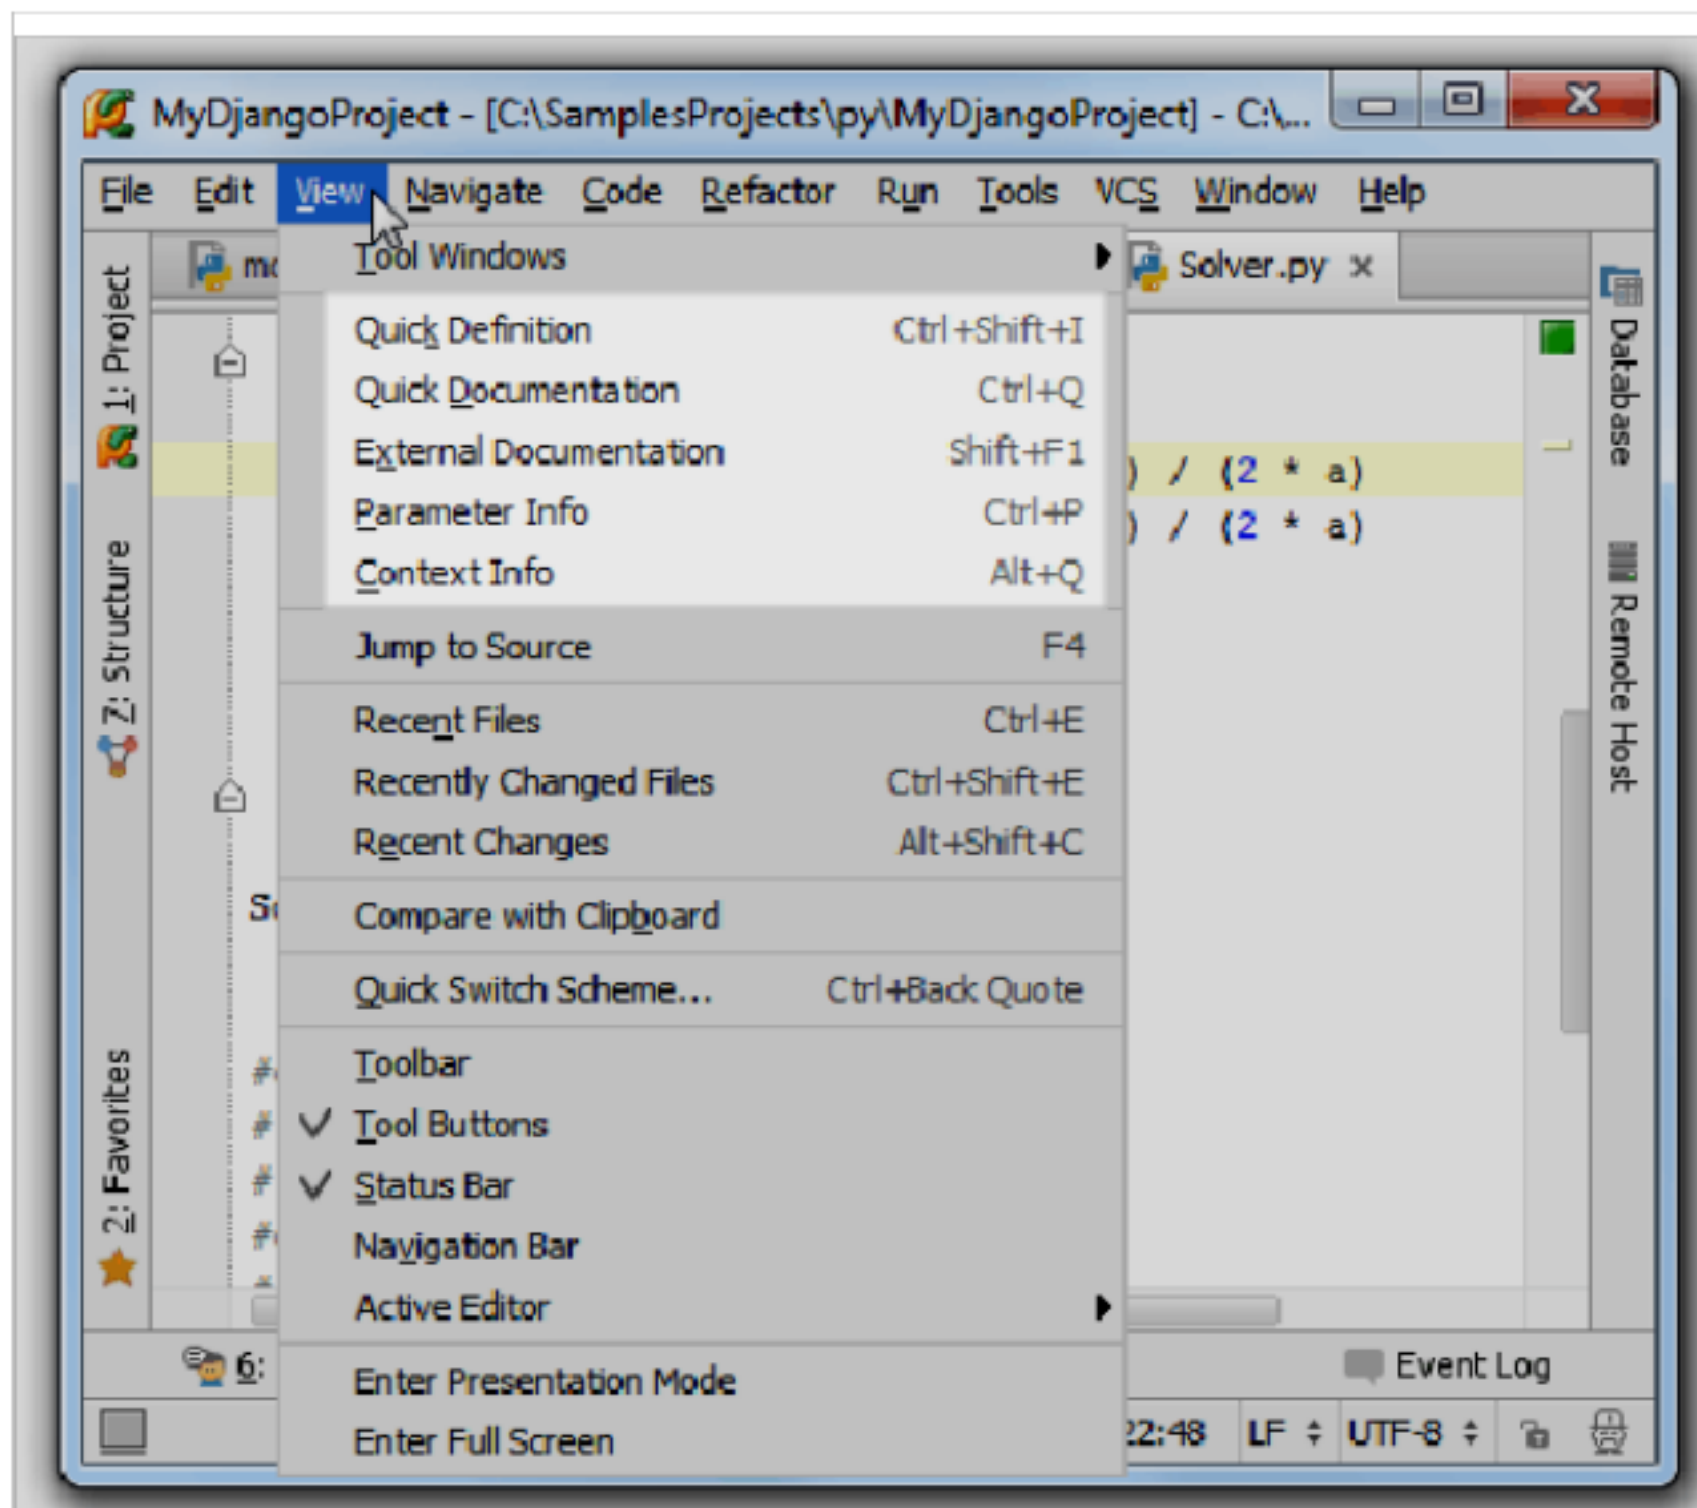 MyDjangoProject - [C:\SamplesProjects\py\MyDjangoProject] - C:\...
File Edit View Navigate Code Refactor Run Tools VCS Window Help
Tool Windows
Solver.py
1: Project
Quick Definition Ctrl+Shift+I
Quick Documentation Ctrl+Q
External Documentation Shift+F1
) / (2 * a)
Parameter Info Ctrl+P
) / (2 * a)
Context Info Alt+Q
Database
Jump to Source F4
7: Structure
Remote Host
Recent Files Ctrl+E
Recently Changed Files Ctrl+Shift+E
Recent Changes Alt+Shift+C
Compare with Clipboard
Quick Switch Scheme... Ctrl+Back Quote
Toolbar
Tool Buttons
Status Bar
2: Favorites
Navigation Bar
Active Editor
6:
Event Log
Enter Presentation Mode
Enter Full Screen
22:48 LF UTF-8